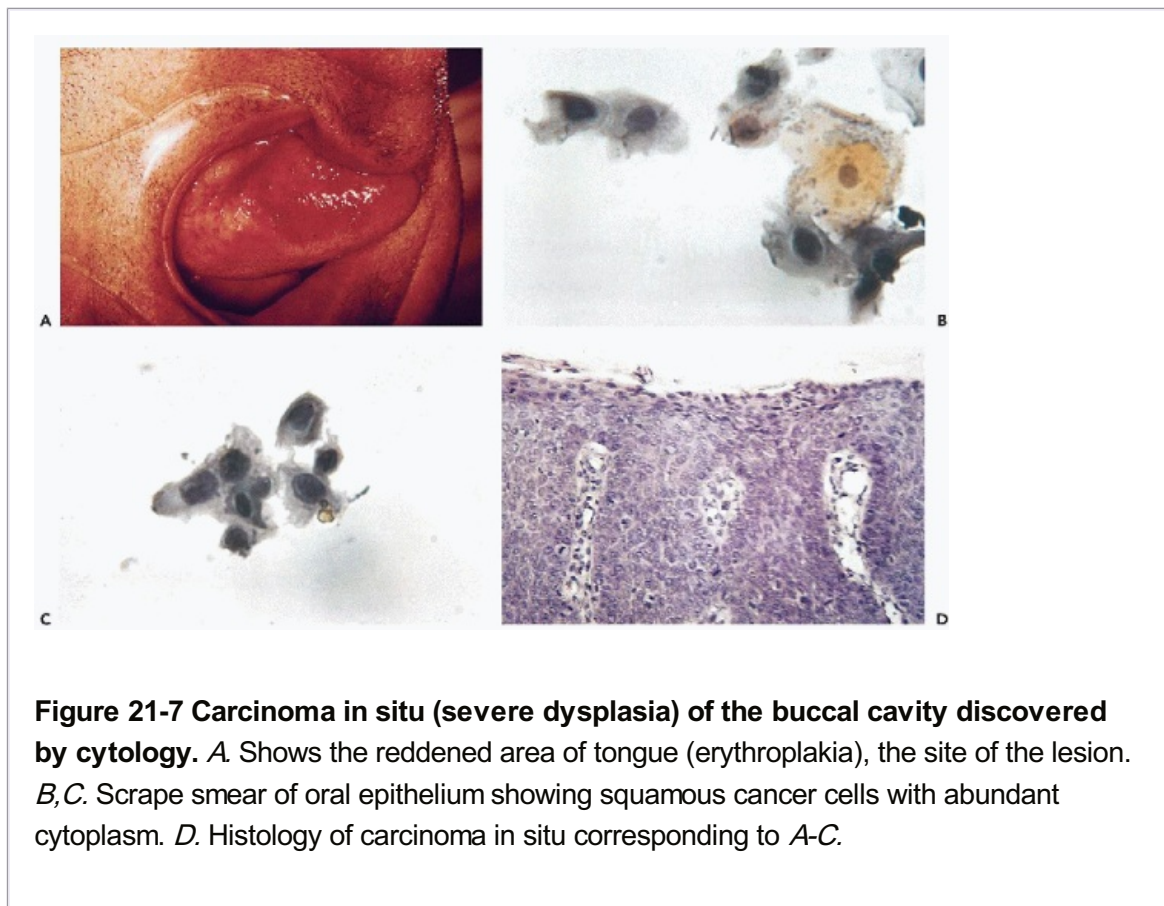 A
B
C
D
Figure 21-7 Carcinoma in situ (severe dysplasia) of the buccal cavity discovered
by cytology. A. Shows the reddened area of tongue (erythroplakia), the site of the lesion.
B,C. Scrape smear of oral epithelium showing squamous cancer cells with abundant
cytoplasm. D. Histology of carcinoma in situ corresponding to A-C.